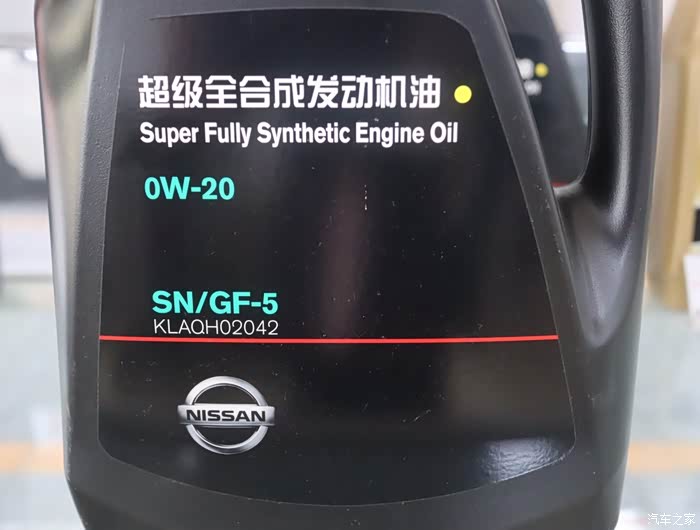 超级全合成发动机油
Super Fully Synthetic Engine Oil
0W-20
SN/GF-5
KLAQH02042
NISSAN
汽车之家